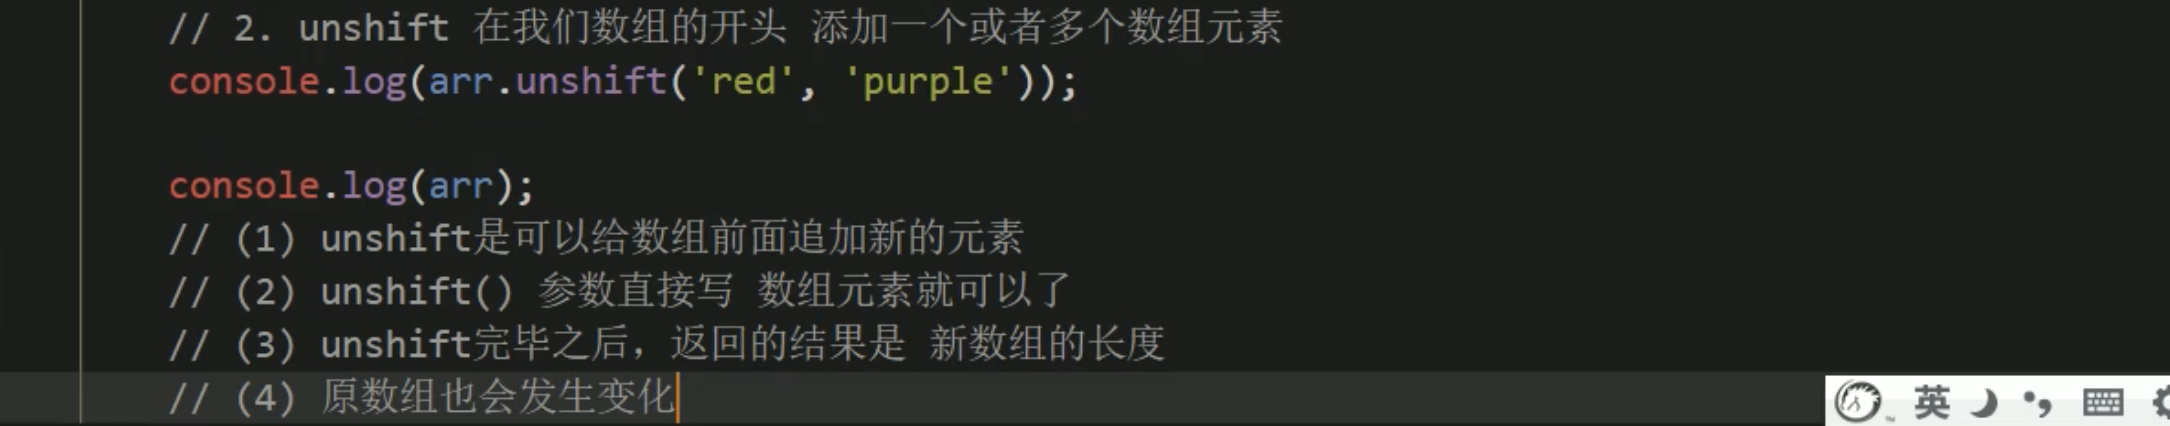 // 2. unshift 在我们数组的开头 添加一个或者多个数组元素
console.log(arr.unshift('red', 'purple'));
console.log(arr);
// (1) unshift是可以给数组前面追加新的元素
// (2) unshift() 参数直接写 数组元素就可以了
// (3) unshift完毕之后，返回的结果是 新数组的长度
// (4) 原数组也会发生变化
英